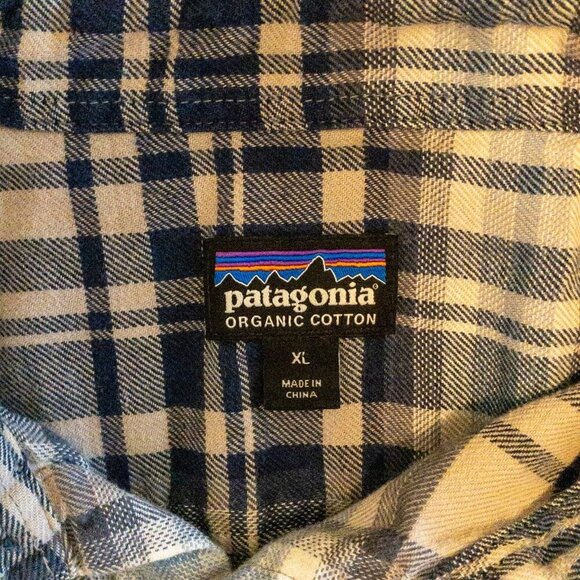 patagonia®
ORGANIC COTTON
XL
MADE IN
CHINA